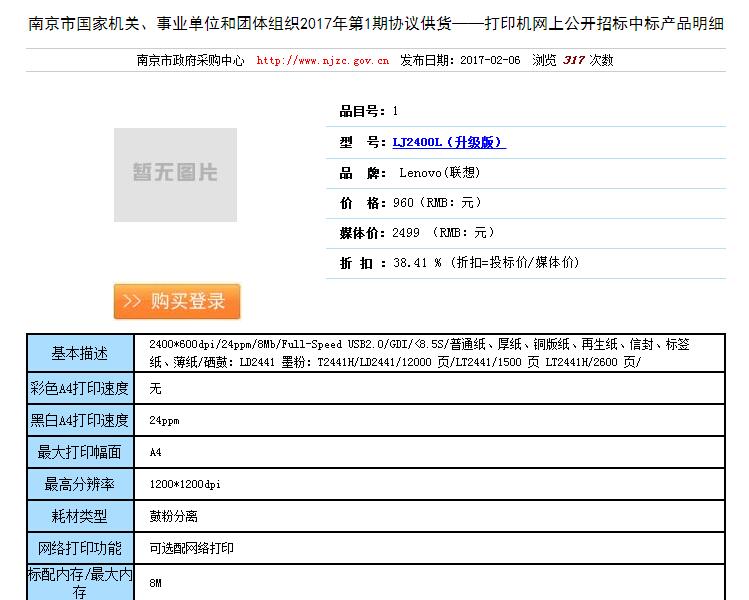 南京市国家机关、事业单位和团体组织2017年第1期协议供货——打印机网上公开招标中标产品明细
南京市政府采购中心 http://www.njzc.gov.cn 发布日期：2017-02-06 浏览 317 次数
暂无图片
品目号：1
型 号：LJ2400L（升级版）
品 牌： Lenovo(联想)
价 格：960（RMB：元）
媒体价：2499 （RMB：元）
折 扣 ：38.41 % (折扣=投标价/媒体价)
>> 购买登录
基本描述
2400*600dpi/24ppm/8Mb/Full-Speed USB2.0/GDI/<8.5S/普通纸、厚纸、铜版纸、再生纸、信封、标签
纸、薄纸/硒鼓：LD2441 墨粉：T2441H/LD2441/12000 页/LT2441/1500 页 LT2441H/2600 页/
彩色A4打印速度 无
黑白A4打印速度 24ppm
最大打印幅面 A4
最高分辨率 1200*1200dpi
耗材类型 鼓粉分离
网络打印功能 可选配网络打印
标配内存/最大内
存 8M